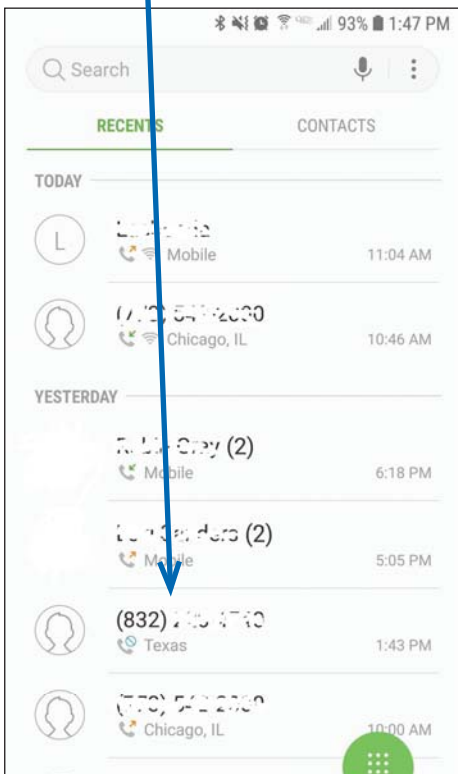 93% 1:47 PM
Search
RECENTS CONTACTS
TODAY
L
Mobile 11:04 AM
Chicago, IL 10:46 AM
YESTERDAY
(2)
Mobile 6:18 PM
(2)
Mobile 5:05 PM
(832)
Texas 1:43 PM
Chicago, IL 10:00 AM